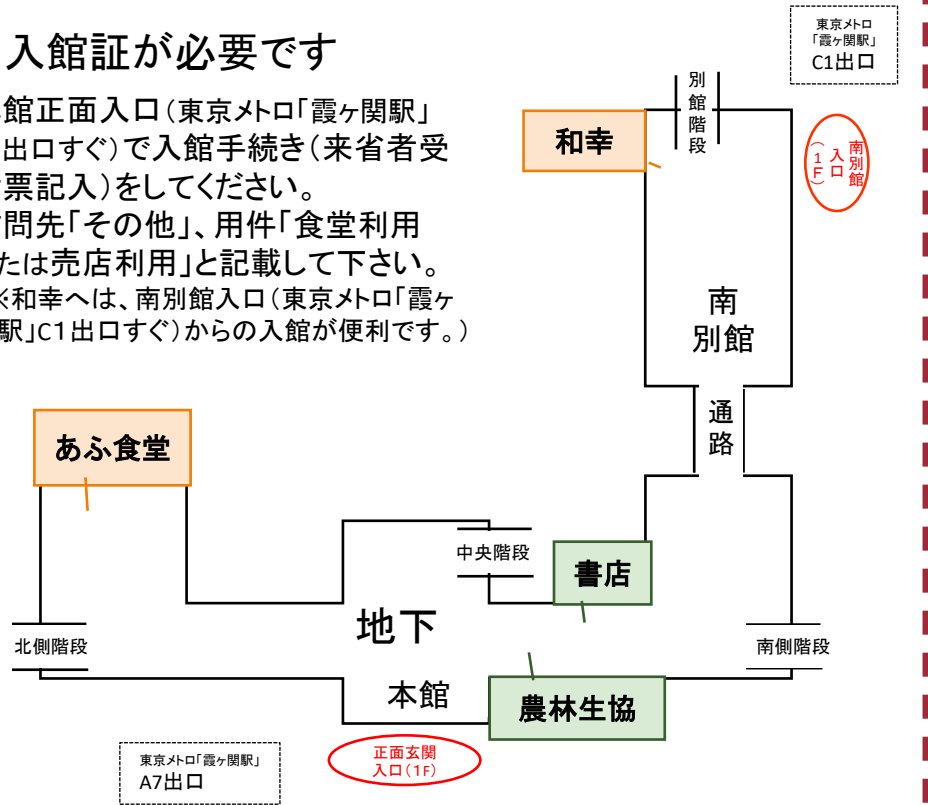 入館証が必要です
館正面入口（東京メトロ「霞ヶ関駅」
出口すぐ）で入館手続き（来省者受
票記入）をしてください。
問先「その他」、用件「食堂利用
たは売店利用」と記載して下さい。
※和幸へは、南別館入口（東京メトロ「霞ヶ
駅」C1出口すぐ）からの入館が便利です。）
東京メトロ
「霞ヶ関駅」
C1出口
別館階段
和幸
南別館
入口
（1F）
南
別館
通路
あふ食堂
中央階段
書店
地下
北側階段
南側階段
本館
農林生協
正面玄関
入口（1F）
東京メトロ「霞ヶ関駅」
A7出口